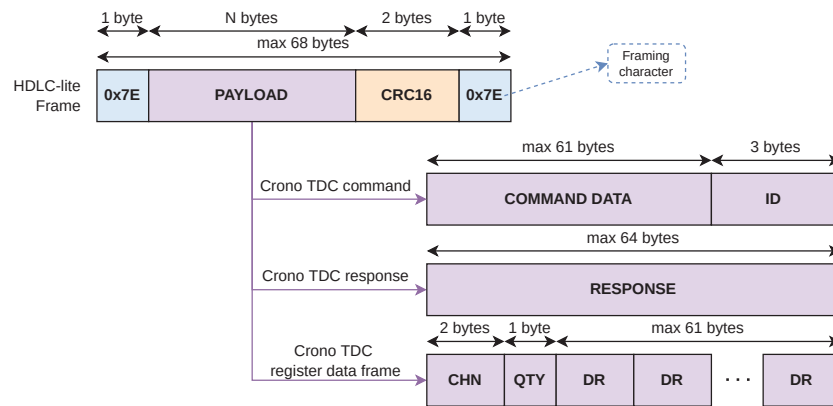 1 byte N bytes 2 bytes 1 byte
max 68 bytes
HDLC-lite
Frame
0x7E PAYLOAD CRC16 0x7E
Framing
character
max 61 bytes 3 bytes
Crono TDC command
COMMAND DATA ID
max 64 bytes
Crono TDC response
RESPONSE
2 bytes 1 byte max 61 bytes
Crono TDC
register data frame
CHN QTY DR DR · · · DR